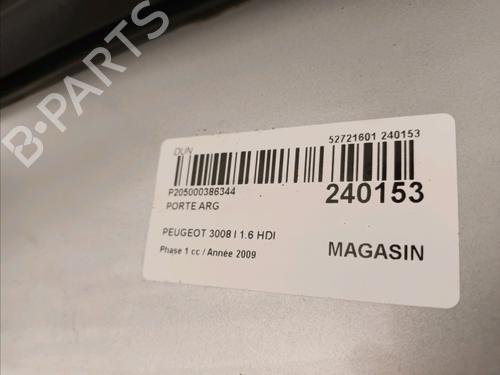 B-PARTS
DUN
52721601 240153
P205000386344
240153
PORTE ARG
PEUGEOT 3008 I 1.6 HDI
Phase 1 cc / Année 2009
MAGASIN